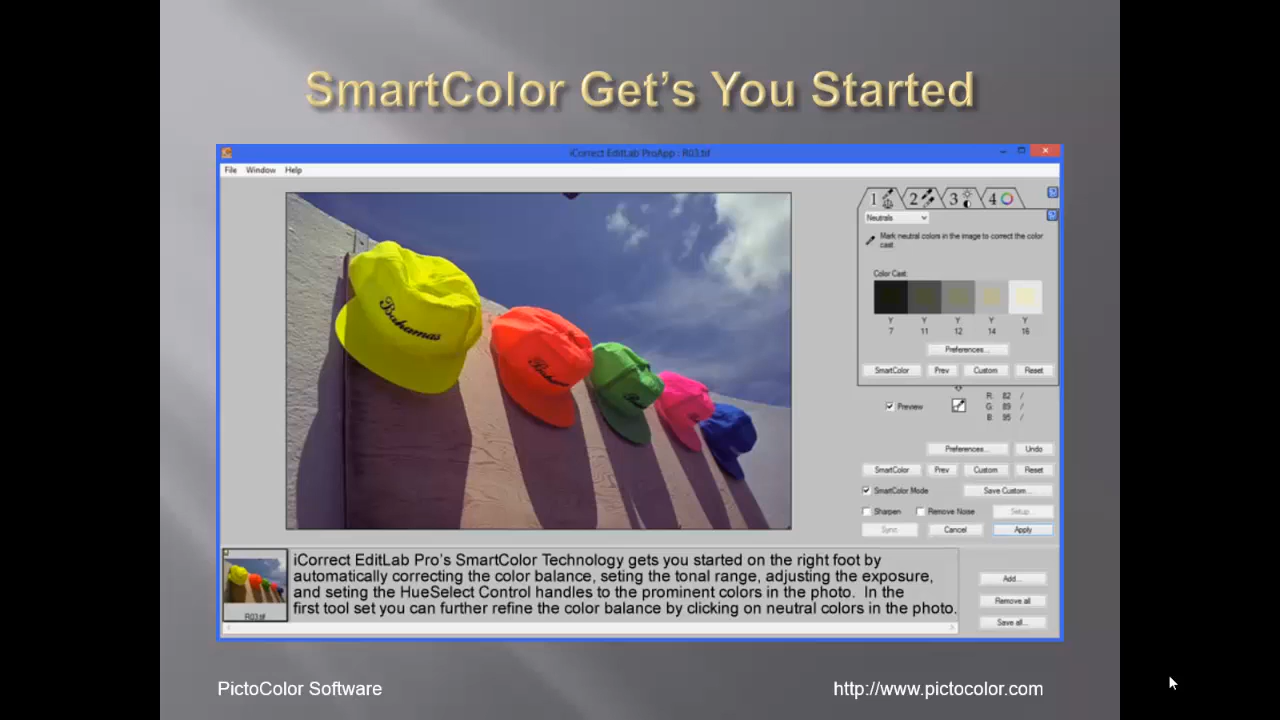 SmartColor Get's You Started
iCorrect EditLab ProApp : R03.tif
File Window Help
1 2 3 4
Neutrals
Mark neutral colors in the image to correct the color
cast.
Color Cast:
Y Y Y Y Y
7 11 12 14 16
Preferences...
SmartColor Prev Custom Reset
Preview
R: 82 /
G: 89 /
B: 95 /
Preferences... Undo
SmartColor Prev Custom Reset
SmartColor Mode Save Custom...
Sharpen Remove Noise Setup...
Sync Cancel Apply
Bahamas
Bahamas
iCorrect EditLab Pro's SmartColor Technology gets you started on the right foot by
automatically correcting the color balance, seting the tonal range, adjusting the exposure,
and seting the HueSelect Control handles to the prominent colors in the photo. In the
first tool set you can further refine the color balance by clicking on neutral colors in the photo.
R03.tif
Add...
Remove all
Save all...
PictoColor Software
http://www.pictocolor.com